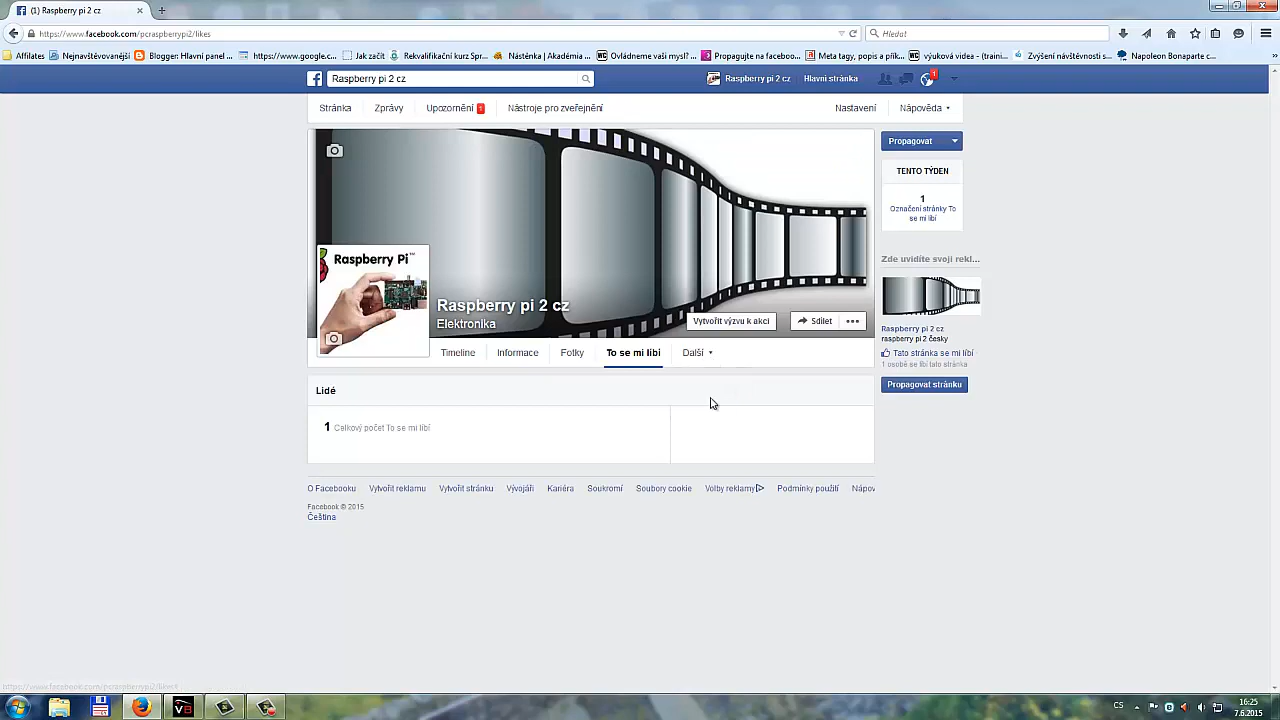 (1) Raspberry pi 2 cz
https://www.facebook.com/pcraspberrypi2/likes
Hledat
Affilates
Nejnavštěvovanější
Blogger: Hlavní panel ...
https://www.google.c...
Jak začít
Rekvalifikační kurz Spr...
Nástěnka | Akadémia ...
Ovládneme vaši mysl?...
Propagujte na faceboo...
Meta tagy, popis a přík...
výuková videa - (train...
Zvýšení návštěvnosti s...
Napoleon Bonaparte c...
Raspberry pi 2 cz
Raspberry pi 2 cz
Hlavní stránka
1
Stránka
Zprávy
Upozornění 1
Nástroje pro zveřejnění
Nastavení
Nápověda
Propagovat
TENTO TÝDEN
1
Označení stránky To
se mi líbí
Raspberry Pi™
Raspberry pi 2 cz
Elektronika
Vytvořit výzvu k akci
Sdílet
Zde uvidíte svoji rekl...
Raspberry pi 2 cz
raspberry pi 2 česky
Tato stránka se mi líbí
1 osobě se líbí tato stránka
Propagovat stránku
Timeline
Informace
Fotky
To se mi líbí
Další
Lidé
1 Celkový počet To se mi líbí
O Facebooku
Vytvořit reklamu
Vytvořit stránku
Vývojáři
Kariéra
Soukromí
Soubory cookie
Volby reklamy
Podmínky použití
Nápov
Facebook © 2015
Čeština
CS
16:25
7.6.2015